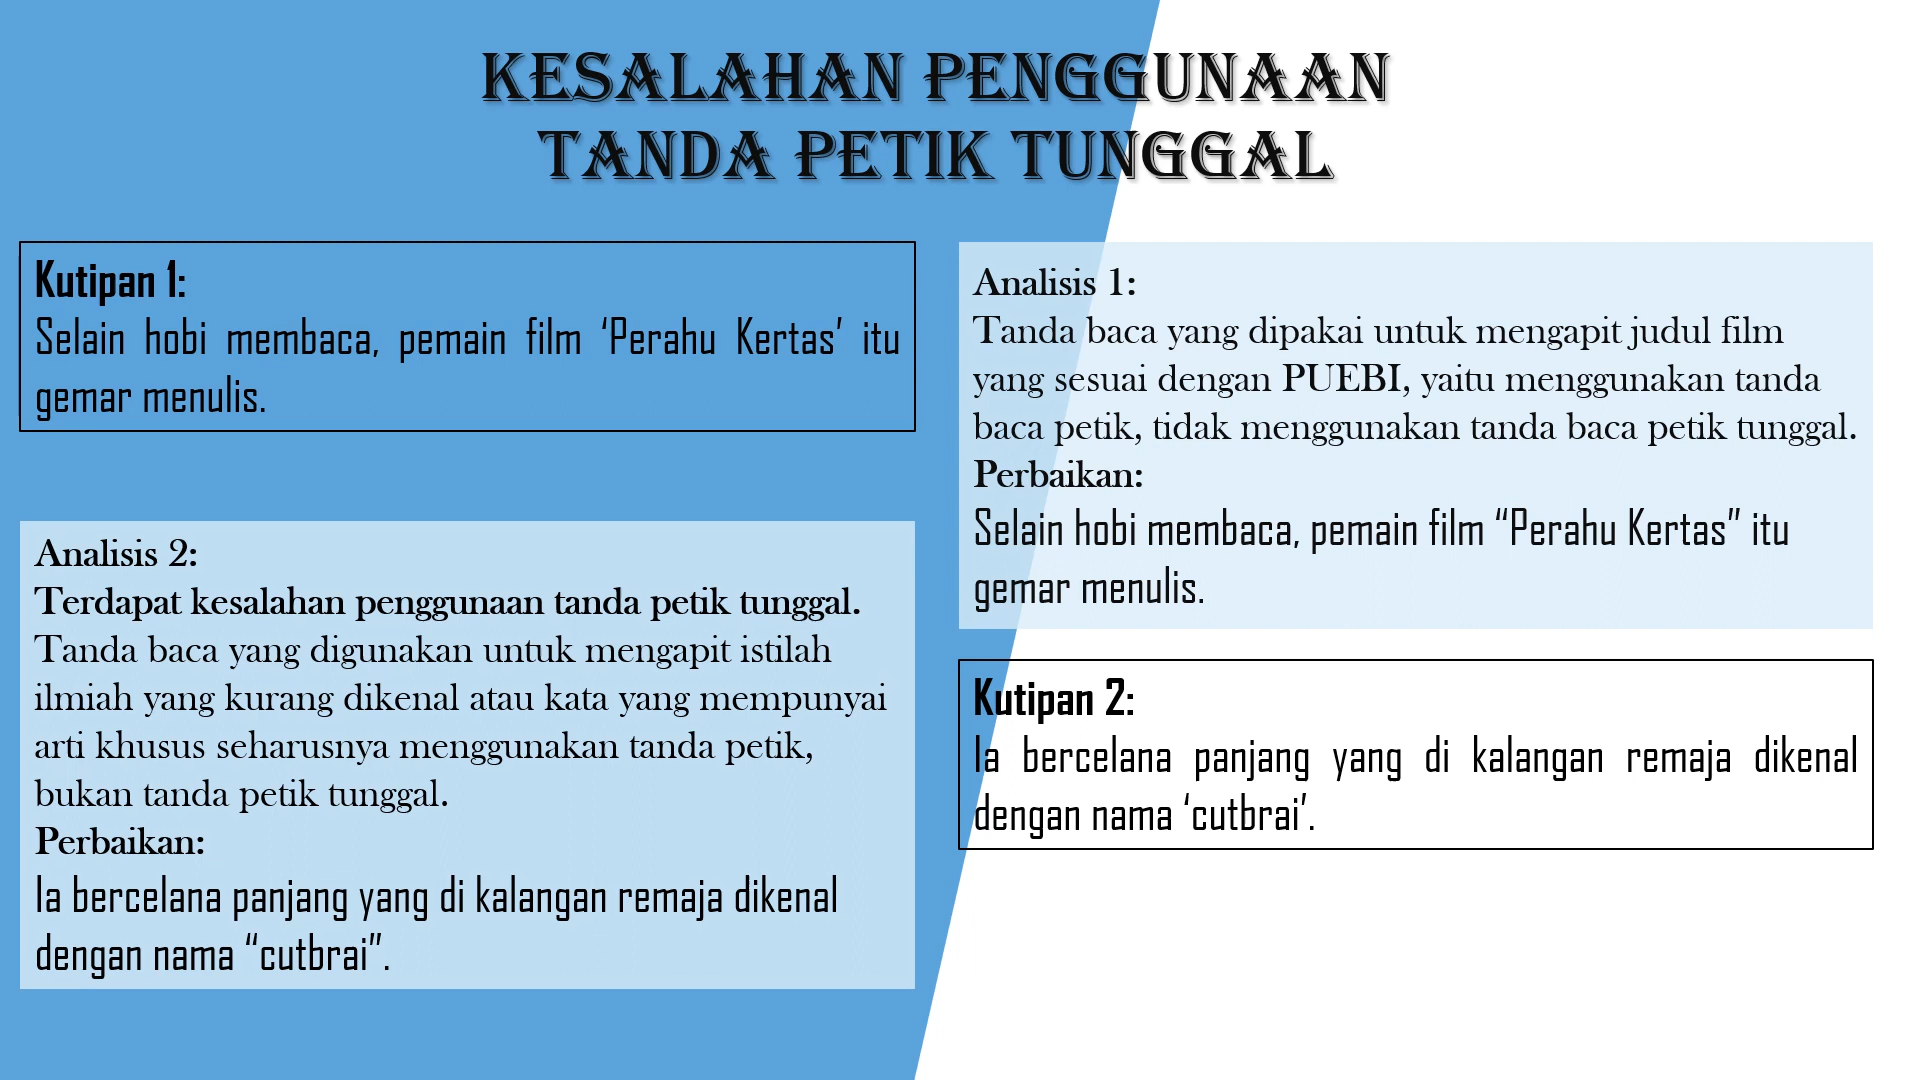 KESALAHAN PENGGUNAAN
TANDA PETIK TUNGGAL
Kutipan 1:
Selain hobi membaca, pemain film ‘Perahu Kertas’ itu
gemar menulis.
Analisis 1:
Tanda baca yang dipakai untuk mengapit judul film
yang sesuai dengan PUEBI, yaitu menggunakan tanda
baca petik, tidak menggunakan tanda baca petik tunggal.
Perbaikan:
Selain hobi membaca, pemain film “Perahu Kertas” itu
gemar menulis.
Kutipan 2:
Ia bercelana panjang yang di kalangan remaja dikenal
dengan nama ‘cutbrai’.
Analisis 2:
Terdapat kesalahan penggunaan tanda petik tunggal.
Tanda baca yang digunakan untuk mengapit istilah
ilmiah yang kurang dikenal atau kata yang mempunyai
arti khusus seharusnya menggunakan tanda petik,
bukan tanda petik tunggal.
Perbaikan:
Ia bercelana panjang yang di kalangan remaja dikenal
dengan nama “cutbrai”.